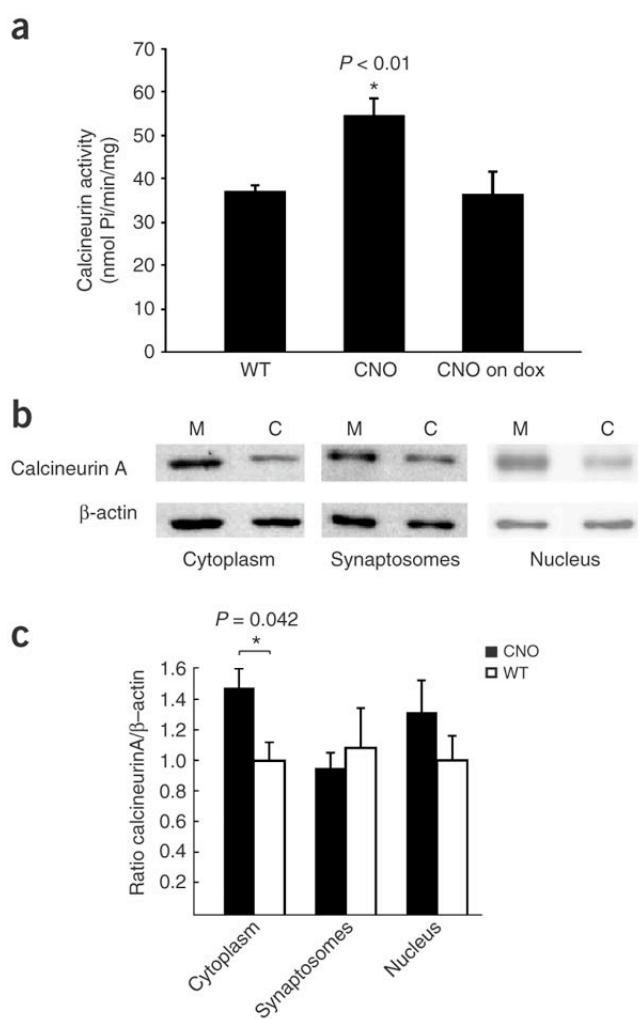 a
Calcineurin activity
(nmol Pi/min/mg)
70
60
50
40
30
20
10
0
P < 0.01
*
WT CNO CNO on dox
b
M C M C M C
Calcineurin A
β-actin
Cytoplasm Synaptosomes Nucleus
c
P = 0.042
*
CNO
WT
Ratio calcineurinA/β–actin
1.6
1.4
1.2
1.0
0.8
0.6
0.4
0.2
Cytoplasm
Synaptosomes
Nucleus